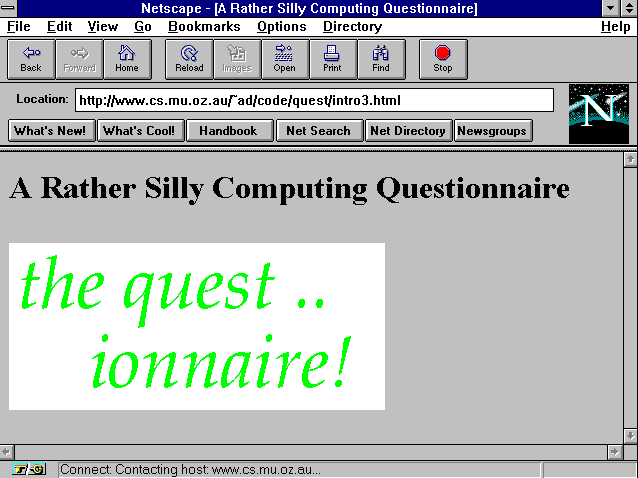 Netscape - [A Rather Silly Computing Questionnaire]
File Edit View Go Bookmarks Options Directory Help
Back Forward Home Reload Images Open Print Find Stop
Location: http://www.cs.mu.oz.au/~ad/code/quest/intro3.html
N
What's New! What's Cool! Handbook Net Search Net Directory Newsgroups
A Rather Silly Computing Questionnaire
the quest ..
ionnaire!
Connect: Contacting host: www.cs.mu.oz.au...